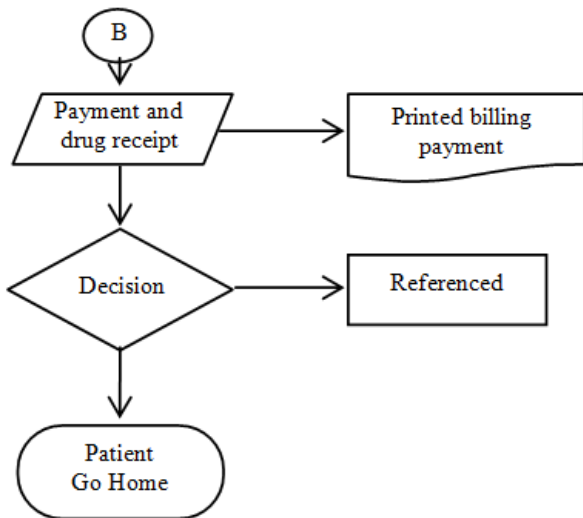 B
Payment and
drug receipt
Printed billing
payment
Decision
Referenced
Patient
Go Home